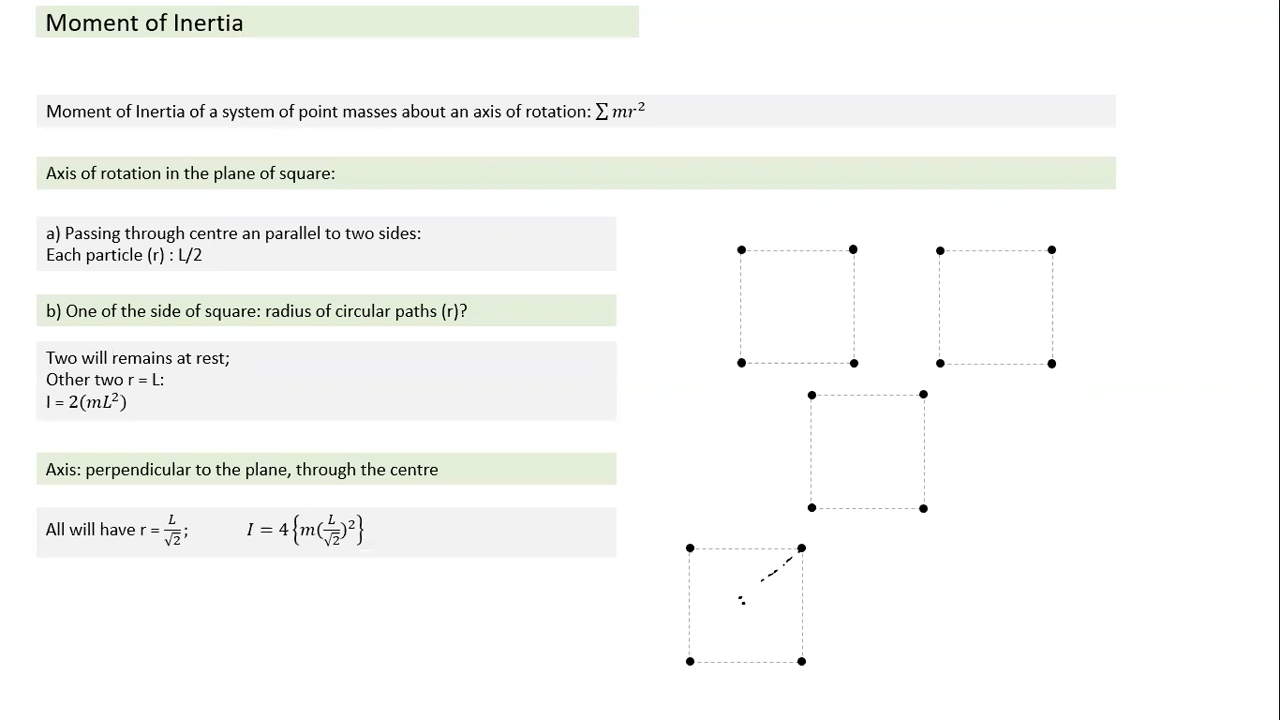 Moment of Inertia
Moment of Inertia of a system of point masses about an axis of rotation: ∑ mr²
Axis of rotation in the plane of square:
a) Passing through centre an parallel to two sides:
Each particle (r) : L/2
b) One of the side of square: radius of circular paths (r)?
Two will remains at rest;
Other two r = L:
I = 2(mL²)
Axis: perpendicular to the plane, through the centre
All will have r = L/√2; I = 4{m(L/√2)²}